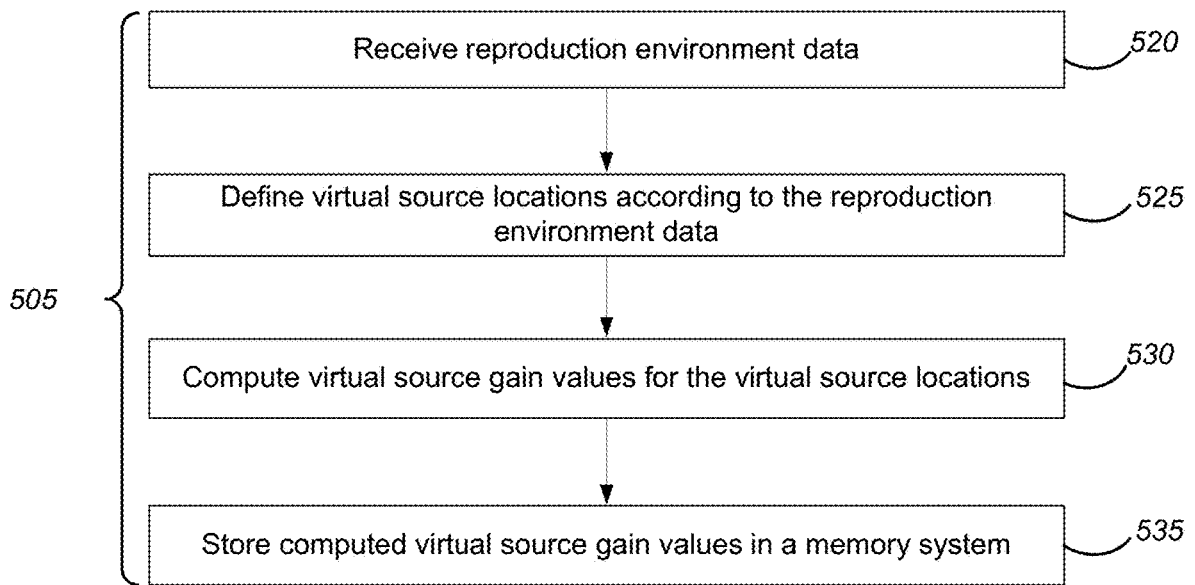 Receive reproduction environment data
520
Define virtual source locations according to the reproduction
environment data
525
505
Compute virtual source gain values for the virtual source locations
530
Store computed virtual source gain values in a memory system
535